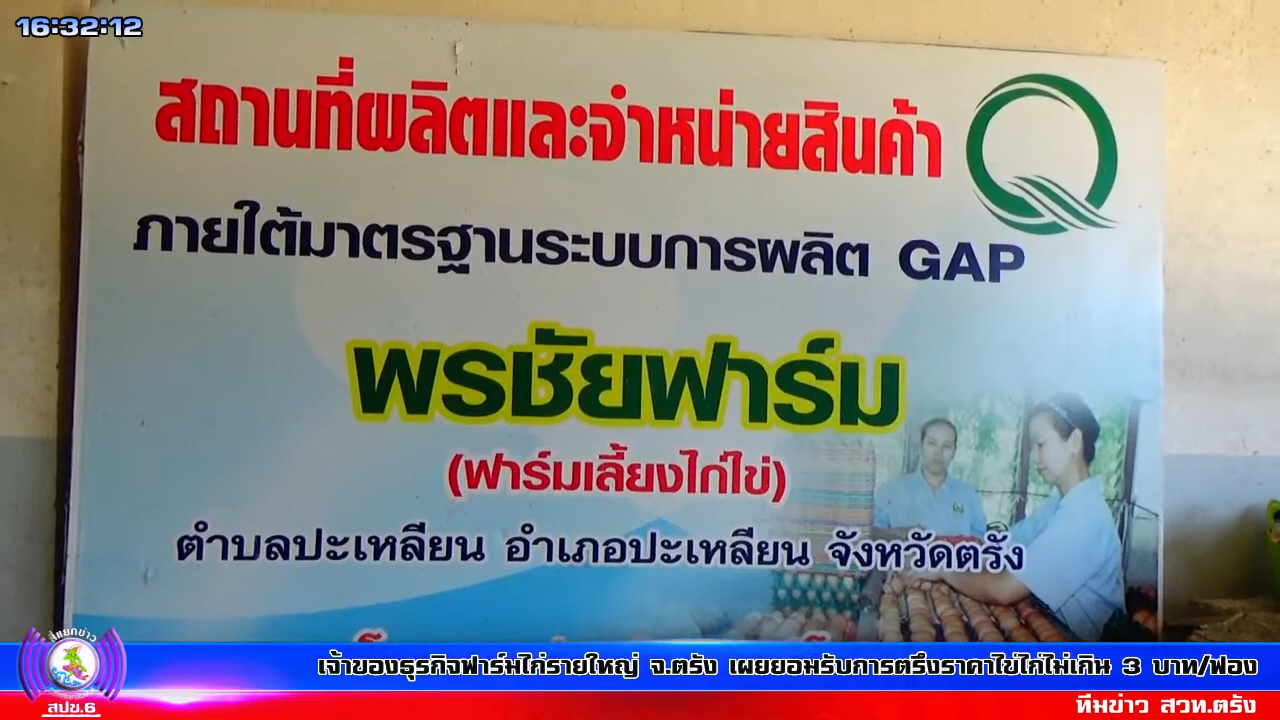 16:32:12
สถานที่ผลิตและจำหน่ายสินค้า
ภายใต้มาตรฐานระบบการผลิต GAP
พรชัยฟาร์ม
(ฟาร์มเลี้ยงไก่ไข่)
ตำบลปะเหลียน อำเภอปะเหลียน จังหวัดตรัง
สี่แยกข่าว
สปข.6
เจ้าของธุรกิจฟาร์มไก่รายใหญ่ จ.ตรัง เผยยอมรับการตรึงราคาไข่ไก่ไม่เกิน 3 บาท/ฟอง
ทีมข่าว สวท.ตรัง